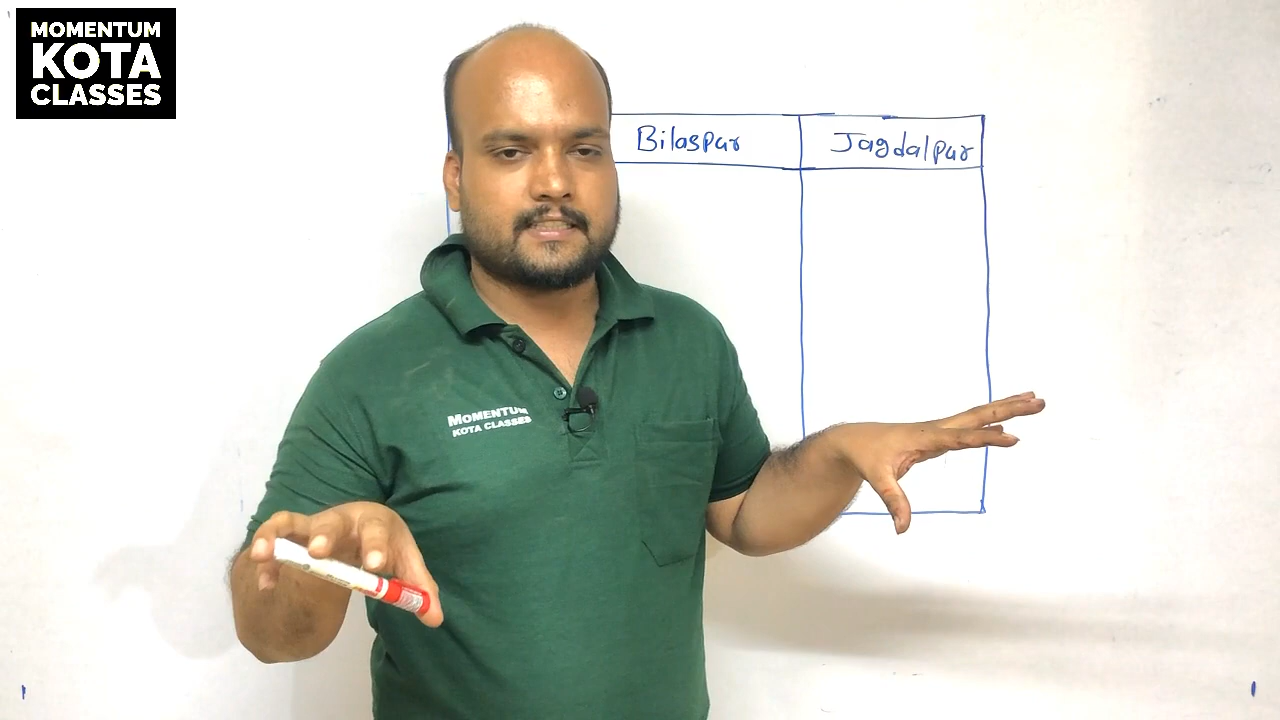 MOMENTUM
KOTA
CLASSES
Bilaspur
Jagdalpur
MOMENTUM
KOTA CLASSES